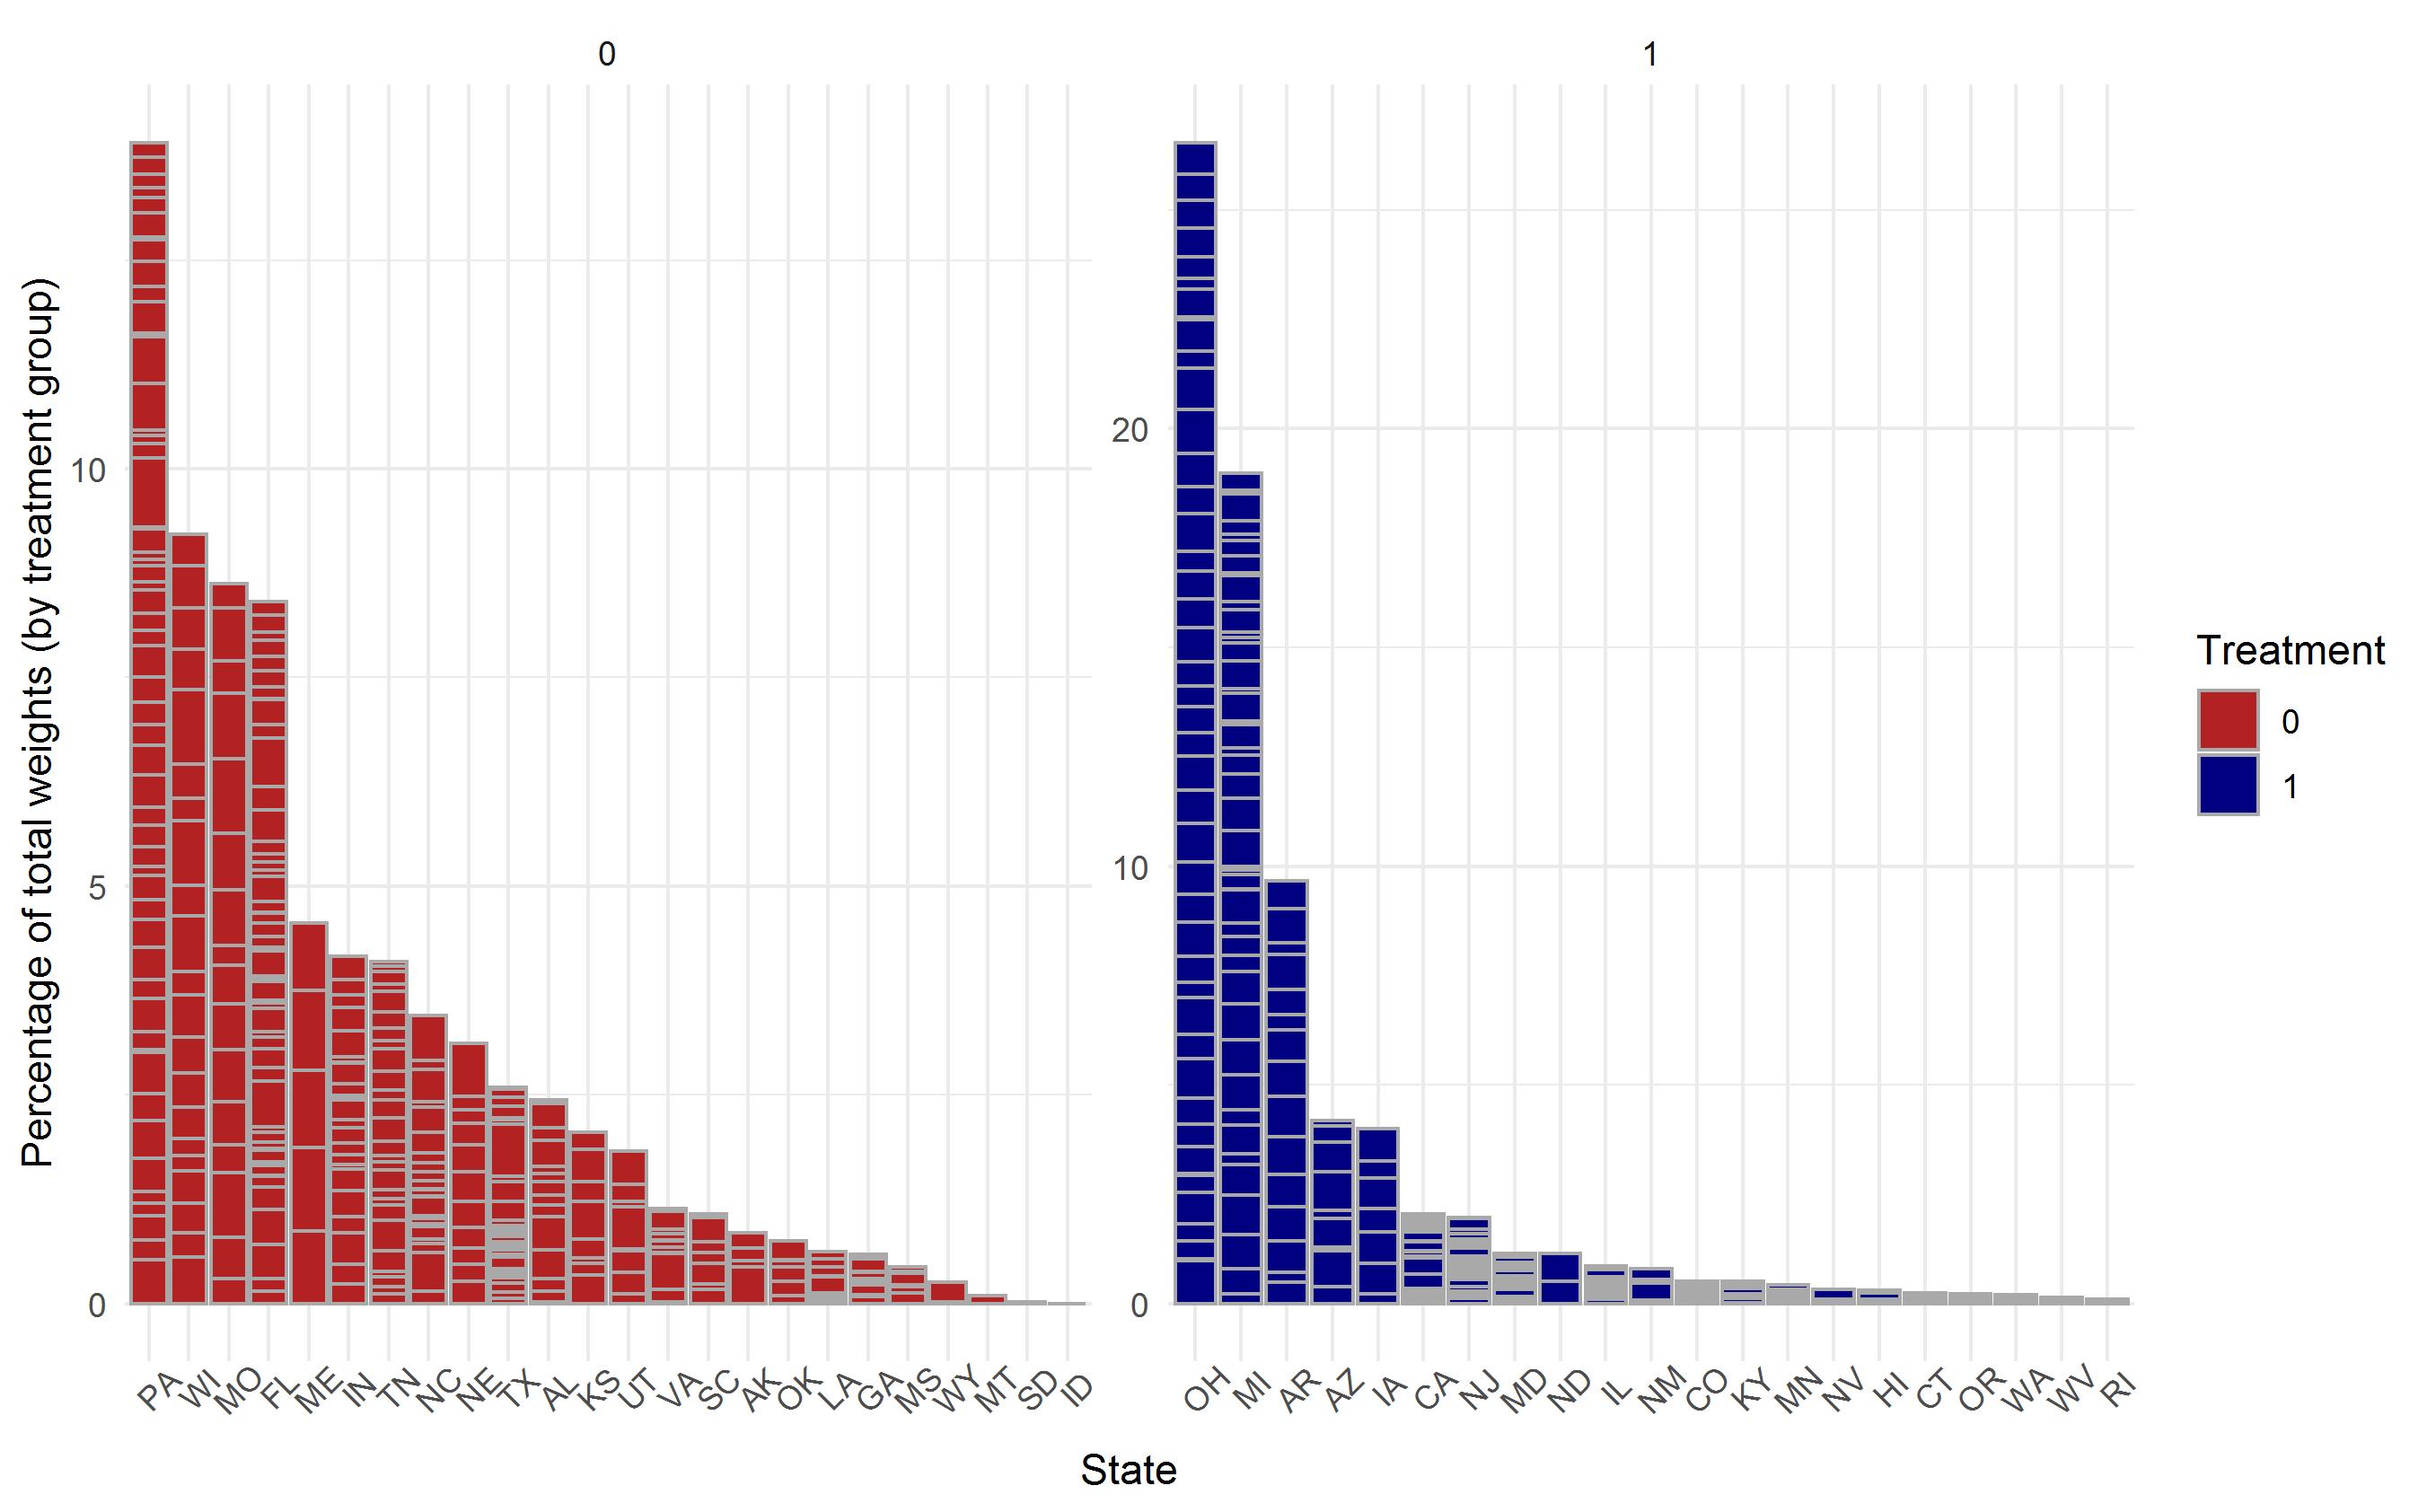 0
1
Percentage of total weights (by treatment group)
10
5
0
20
10
0
PA WI MO FL ME IN TN NC NE TX AL KS UT VA SC AK OK LA GA MS WY MT SD ID
OH MI AR AZ IA CA NJ MD ND IL NM CO KY MN NV HI CT OR WA WV RI
State
Treatment
0
1